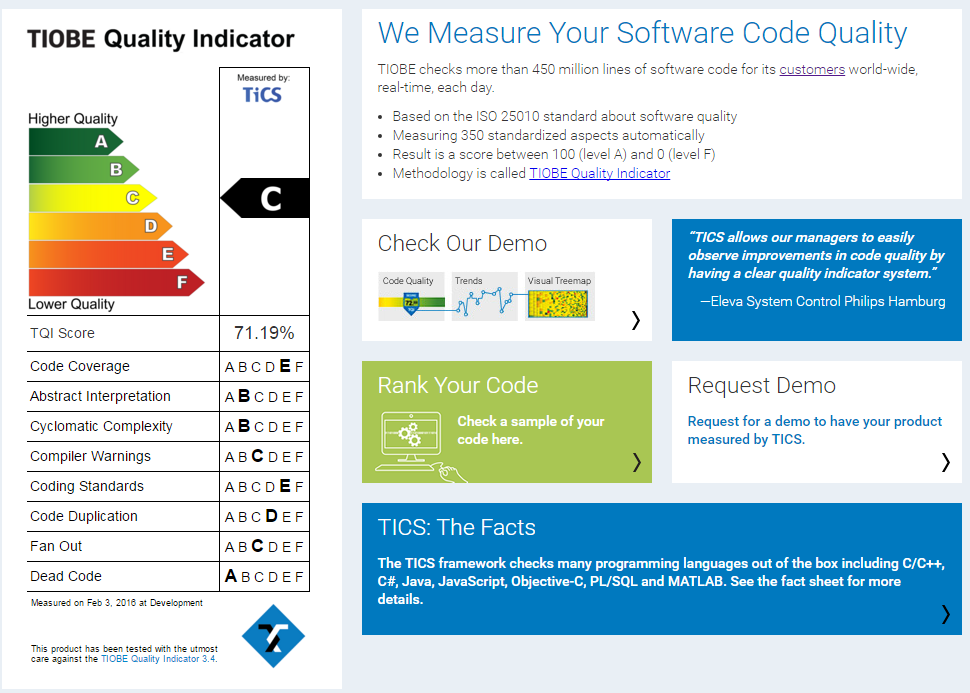 TIOBE Quality Indicator
Measured by:
TiCS
Higher Quality
A
B
C
D
E
F
Lower Quality
C
TQI Score 71.19%
Code Coverage A B C D E F
Abstract Interpretation A B C D E F
Cyclomatic Complexity A B C D E F
Compiler Warnings A B C D E F
Coding Standards A B C D E F
Code Duplication A B C D E F
Fan Out A B C D E F
Dead Code A B C D E F
Measured on Feb 3, 2016 at Development
This product has been tested with the utmost
care against the TIOBE Quality Indicator 3.4.
We Measure Your Software Code Quality
TIOBE checks more than 450 million lines of software code for its customers world-wide,
real-time, each day.
• Based on the ISO 25010 standard about software quality
• Measuring 350 standardized aspects automatically
• Result is a score between 100 (level A) and 0 (level F)
• Methodology is called TIOBE Quality Indicator
Check Our Demo
Code Quality Trends Visual Treemap
“TICS allows our managers to easily
observe improvements in code quality by
having a clear quality indicator system.”
—Eleva System Control Philips Hamburg
Rank Your Code
Check a sample of your
code here.
Request Demo
Request for a demo to have your product
measured by TICS.
TICS: The Facts
The TICS framework checks many programming languages out of the box including C/C++,
C#, Java, JavaScript, Objective-C, PL/SQL and MATLAB. See the fact sheet for more
details.